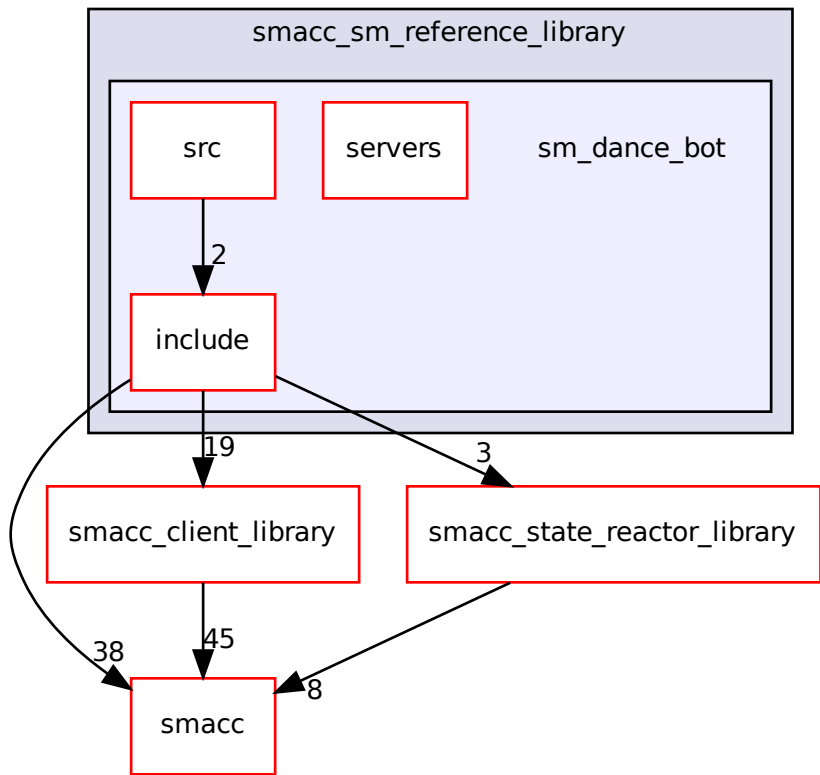 smacc_sm_reference_library
src
servers
sm_dance_bot
2
include
19
3
smacc_client_library
smacc_state_reactor_library
38
45
8
smacc